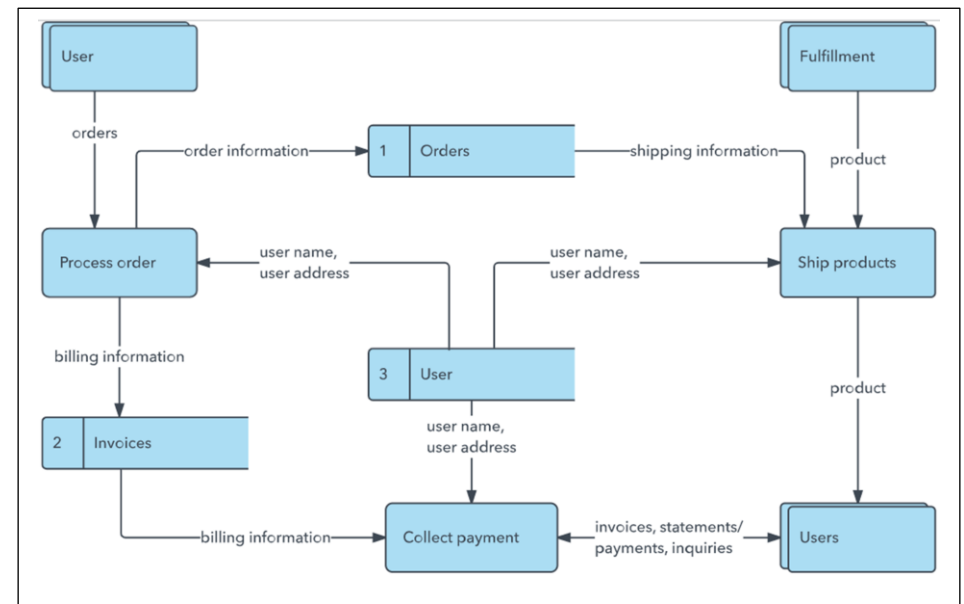 User
Fulfillment
orders
order information
1 Orders
shipping information
product
Process order
user name,
user address
user name,
user address
Ship products
billing information
3 User
product
2 Invoices
user name,
user address
billing information
Collect payment
invoices, statements/
payments, inquiries
Users